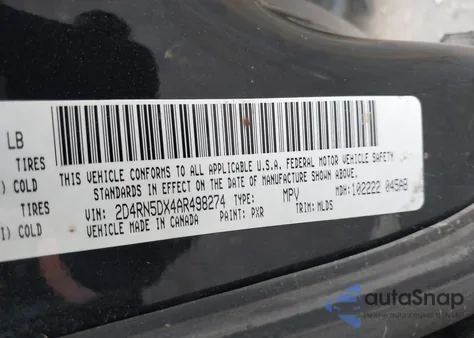 LB
TIRES
) COLD
TIRES
I) COLD
THIS VEHICLE CONFORMS TO ALL APPLICABLE U.S.A. FEDERAL MOTOR VEHICLE SAFETY
STANDARDS IN EFFECT ON THE DATE OF MANUFACTURE SHOWN ABOVE.
VIN: 2D4RN5DX4AR498274 TYPE: MPV MDH: 102222 045AB
VEHICLE MADE IN CANADA PAINT: PXR TRIM: MLDS
autoSnap